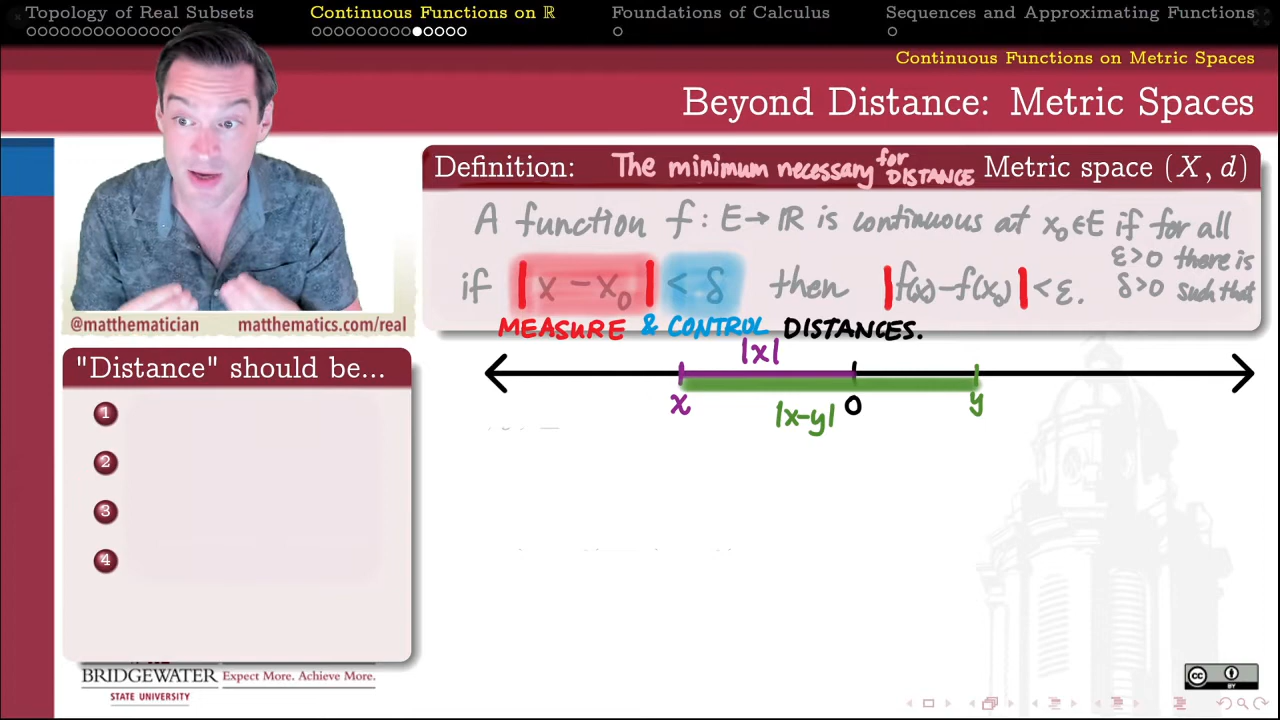 Topology of Real Subsets Continuous Functions on ℝ Foundations of Calculus Sequences and Approximating Functions
Continuous Functions on Metric Spaces
Beyond Distance: Metric Spaces
Definition: The minimum necessary for DISTANCE Metric space (X, d)
A function f : E → ℝ is continuous at x₀ ∈ E if for all
ε>0 there is
if |x − x₀| < δ then |f(x) − f(x₀)| < ε. δ>0 such that
MEASURE & CONTROL DISTANCES.
@matthematician matthematics.com/real
|x|
x 0 y
|x-y|
"Distance" should be...
1
2
3
4
BRIDGEWATER Expect More. Achieve More.
STATE UNIVERSITY
CC BY